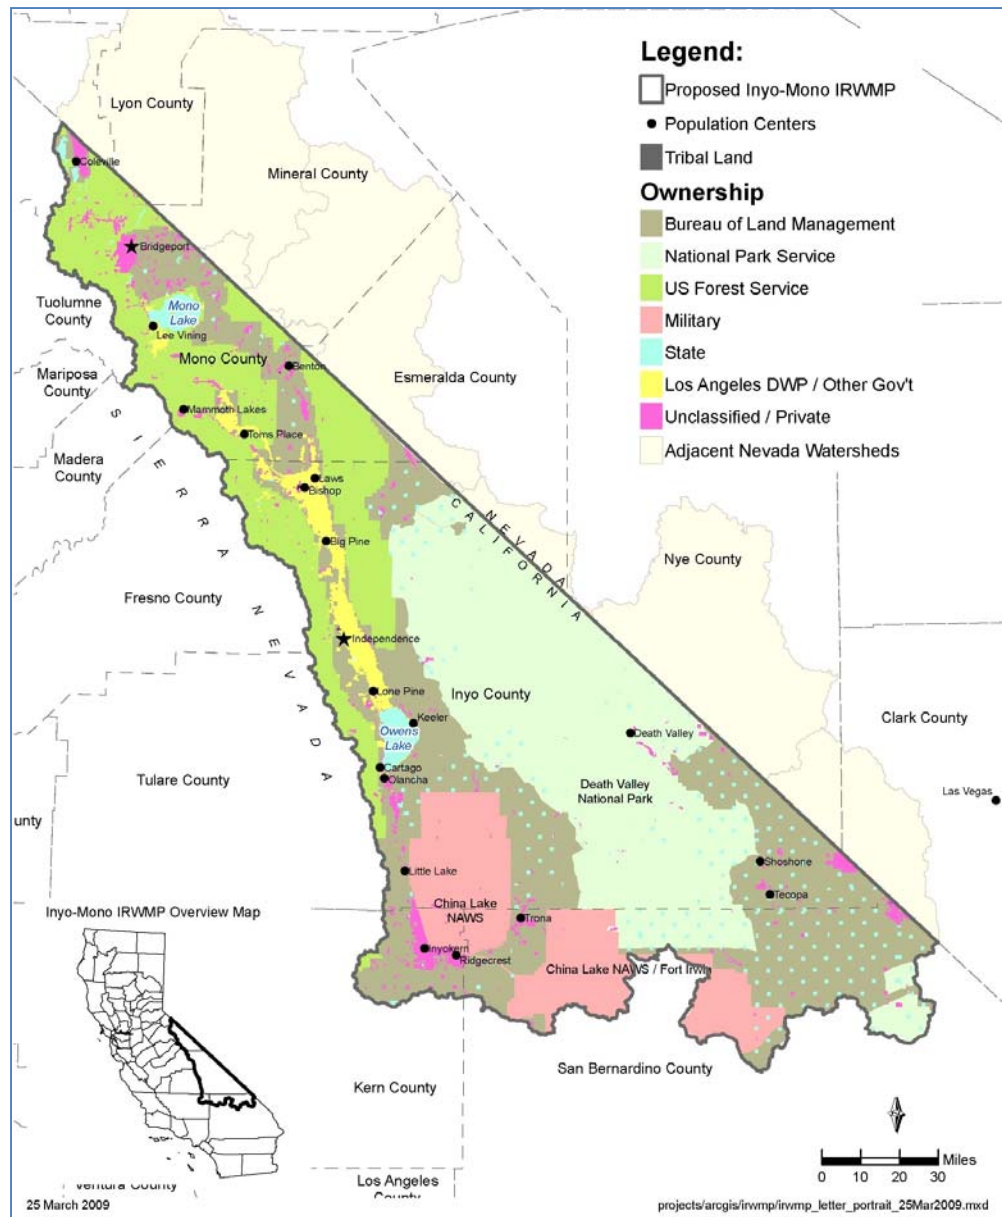 Legend:
Proposed Inyo-Mono IRWMP
Population Centers
Tribal Land
Ownership
Bureau of Land Management
National Park Service
US Forest Service
Military
State
Los Angeles DWP / Other Gov't
Unclassified / Private
Adjacent Nevada Watersheds
Lyon County
Mineral County
Coleville
Bridgeport
Tuolumne
County
Mono
Lake
Lee Vining
Mono County
Benton
Esmeralda County
Mariposa
County
Mammoth Lakes
Toms Place
Madera
County
Laws
Bishop
SIERRA NEVADA
NEVADA
CALIFORNIA
Big Pine
Nye County
Fresno County
Independence
Lone Pine
Inyo County
Keeler
Owens
Lake
Clark County
Death Valley
Cartago
Olancha
Tulare County
Death Valley
National Park
Las Vegas
unty
Little Lake
Shoshone
Tecopa
China Lake
NAWS
Trona
Inyokern
Ridgecrest
China Lake NAWS / Fort Irwin
Inyo-Mono IRWMP Overview Map
San Bernardino County
Kern County
Los Angeles
County
Ventura County
0 10 20 30
Miles
25 March 2009
projects/arcgis/irwmp/irwmp_letter_portrait_25Mar2009.mxd